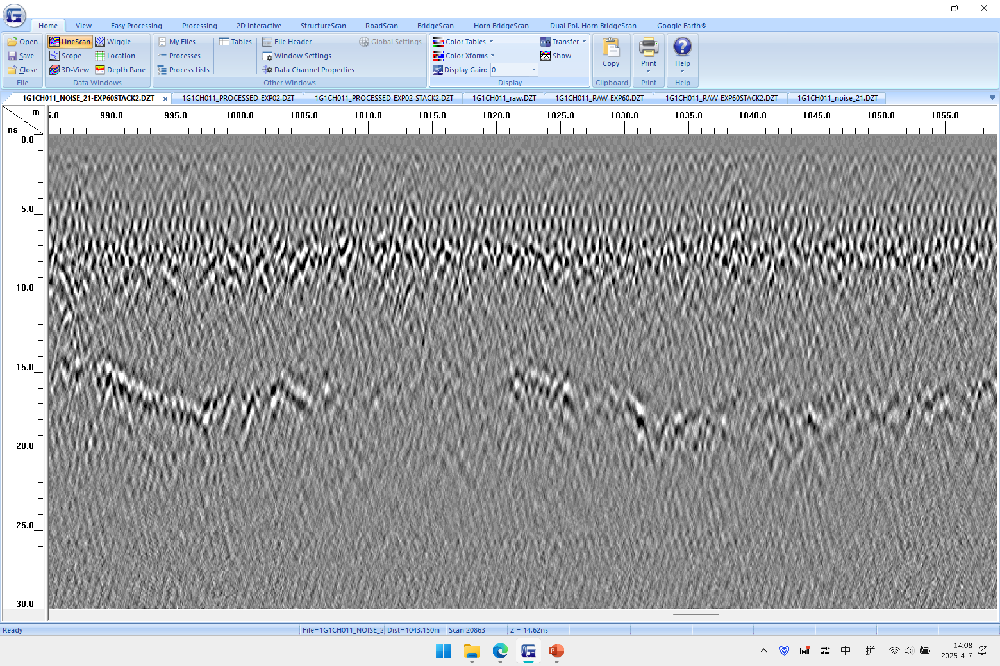 Home View Easy Processing Processing 2D Interactive StructureScan RoadScan BridgeScan Horn BridgeScan Dual Pol. Horn BridgeScan Google Earth®
Open LineScan Wiggle My Files Tables File Header Global Settings Color Tables Transfer
Save Scope Location Processes Window Settings Color Xforms Show Copy Print Help
Close 3D-View Depth Pane Process Lists Data Channel Properties Display Gain: 0
File Data Windows Other Windows Display Clipboard Print Help
1G1CH011_NOISE_21-EXP60STACK2.DZT 1G1CH011_PROCESSED-EXP02.DZT 1G1CH011_PROCESSED-EXP02-STACK2.DZT 1G1CH011_raw.DZT 1G1CH011_RAW-EXP60.DZT 1G1CH011_RAW-EXP60STACK2.DZT 1G1CH011_noise_21.DZT
m 5.0 990.0 995.0 1000.0 1005.0 1010.0 1015.0 1020.0 1025.0 1030.0 1035.0 1040.0 1045.0 1050.0 1055.0
ns
0.0
5.0
10.0
15.0
20.0
25.0
30.0
Ready File=1G1CH011_NOISE_2 Dist=1043.150m Scan 20863 Z = 14.62ns
P 中 拼 14:08
2025-4-7